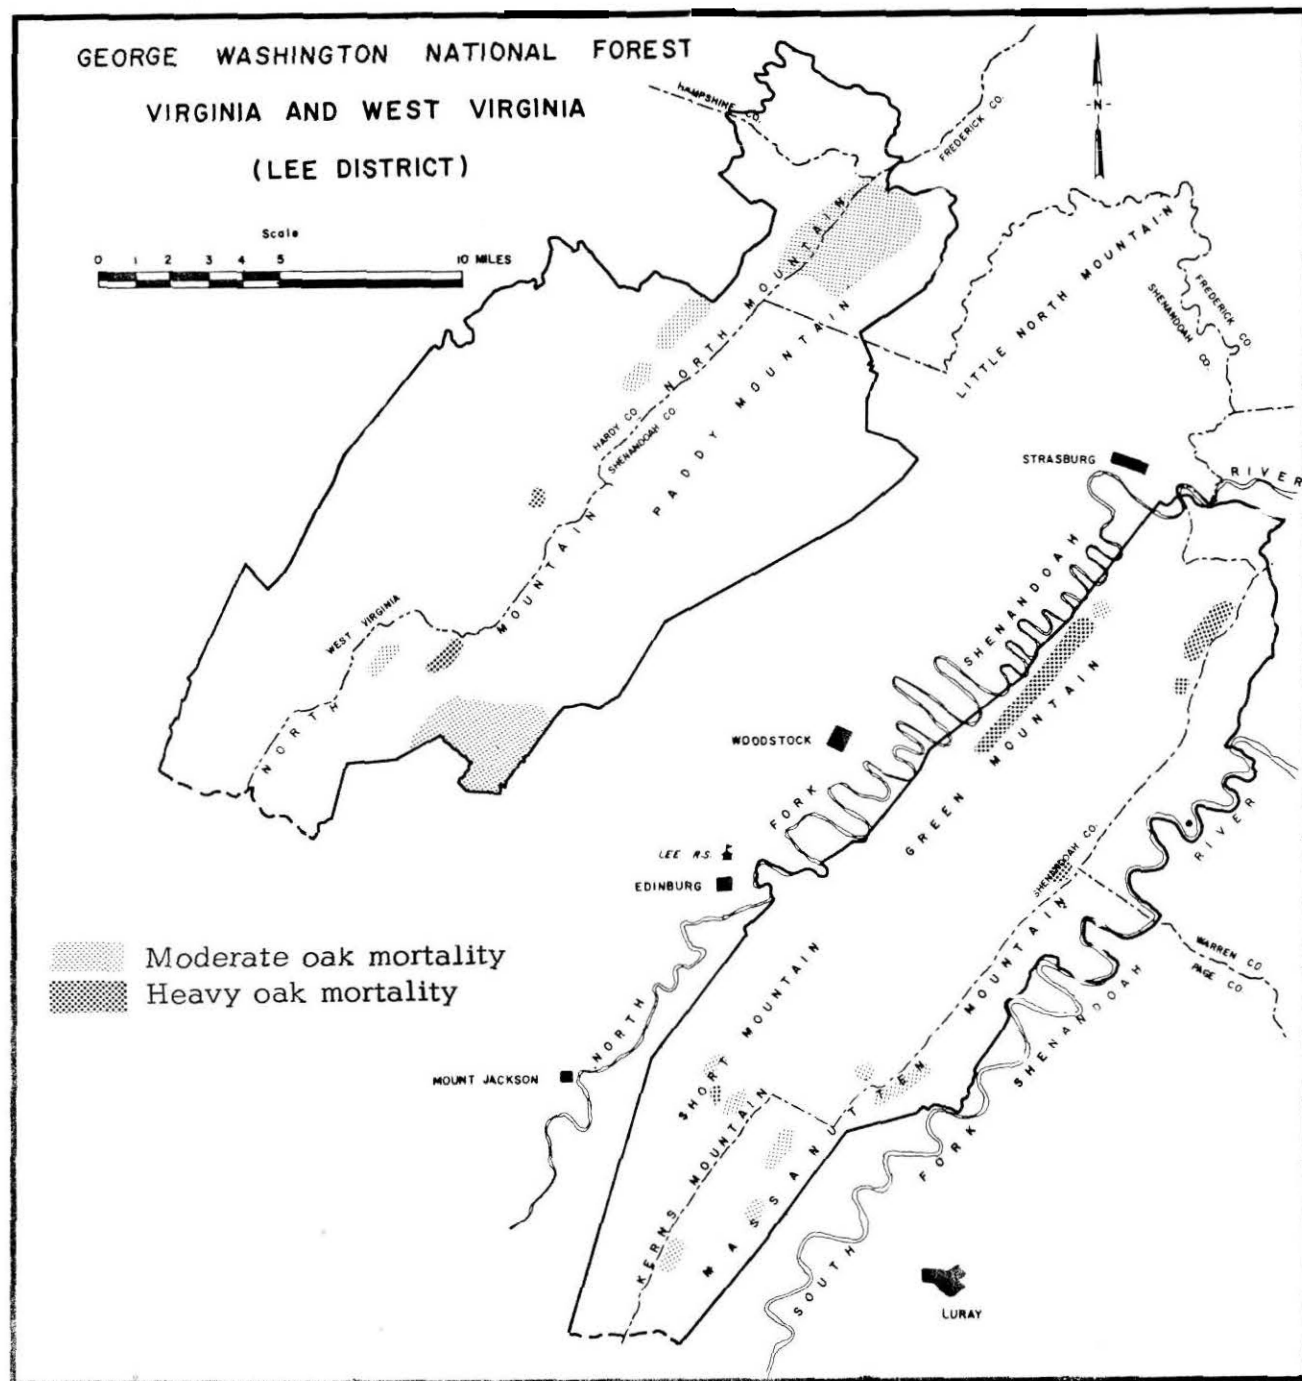 GEORGE WASHINGTON NATIONAL FOREST
VIRGINIA AND WEST VIRGINIA
(LEE DISTRICT)
Scale
0 1 2 3 4 5 10 MILES
HAMPSHIRE CO.
FREDERICK CO.
-N-
NORTH MOUNTAIN
PADDY MOUNTAIN
LITTLE NORTH MOUNTAIN
FREDERICK CO.
SHENANDOAH CO.
HARDY CO.
SHENANDOAH CO.
STRASBURG
RIVER
WEST VIRGINIA
NORTH MOUNTAIN
NORTH FORK SHENANDOAH
WOODSTOCK
GREEN MOUNTAIN
LEE R.S.
EDINBURG
SHENANDOAH CO.
WARREN CO
PAGE CO.
Moderate oak mortality
Heavy oak mortality
MOUNT JACKSON
SHORT MOUNTAIN
KERNS MOUNTAIN
MASSANUTTEN MOUNTAIN
SOUTH FORK SHENANDOAH RIVER
LURAY